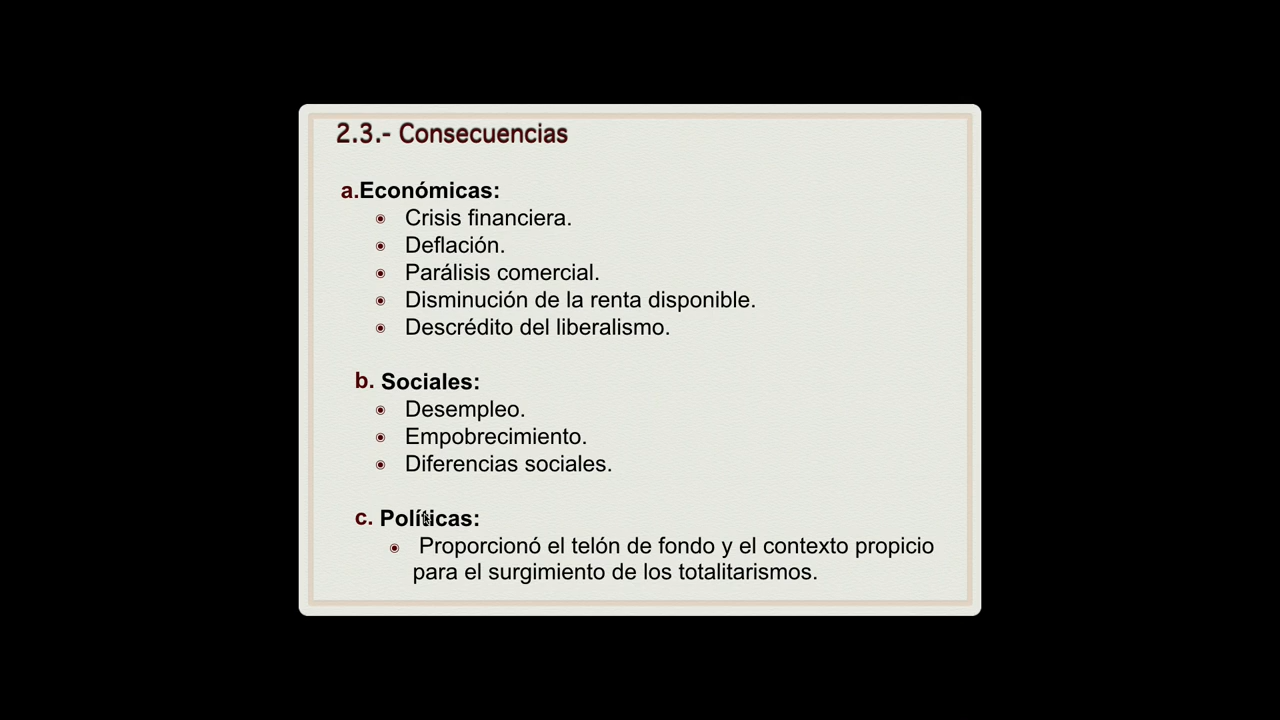 2.3.- Consecuencias
a.Económicas:
Crisis financiera.
Deflación.
Parálisis comercial.
Disminución de la renta disponible.
Descrédito del liberalismo.
b. Sociales:
Desempleo.
Empobrecimiento.
Diferencias sociales.
c. Políticas:
Proporcionó el telón de fondo y el contexto propicio
para el surgimiento de los totalitarismos.